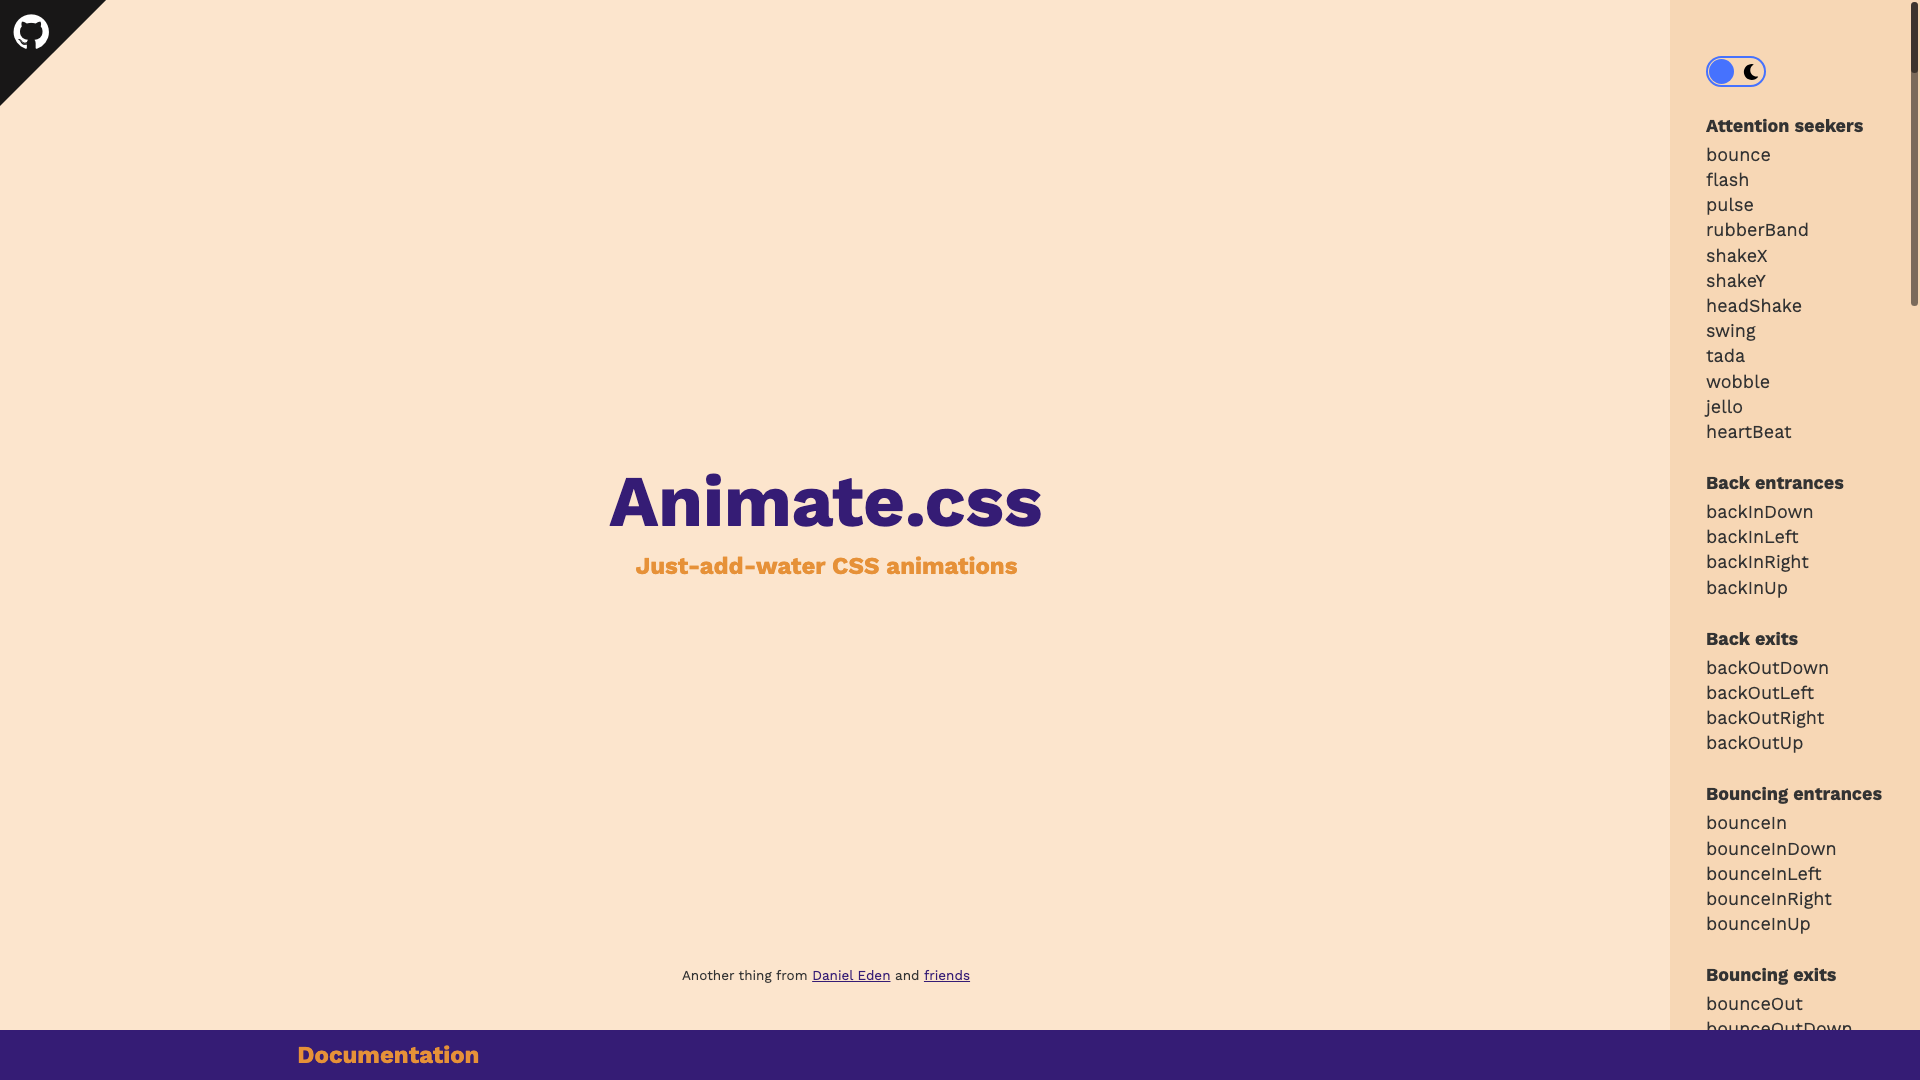 Animate.css
Just-add-water CSS animations
Another thing from Daniel Eden and friends
Attention seekers
bounce
flash
pulse
rubberBand
shakeX
shakeY
headShake
swing
tada
wobble
jello
heartBeat
Back entrances
backInDown
backInLeft
backInRight
backInUp
Back exits
backOutDown
backOutLeft
backOutRight
backOutUp
Bouncing entrances
bounceIn
bounceInDown
bounceInLeft
bounceInRight
bounceInUp
Bouncing exits
bounceOut
bounceOutDown
Documentation